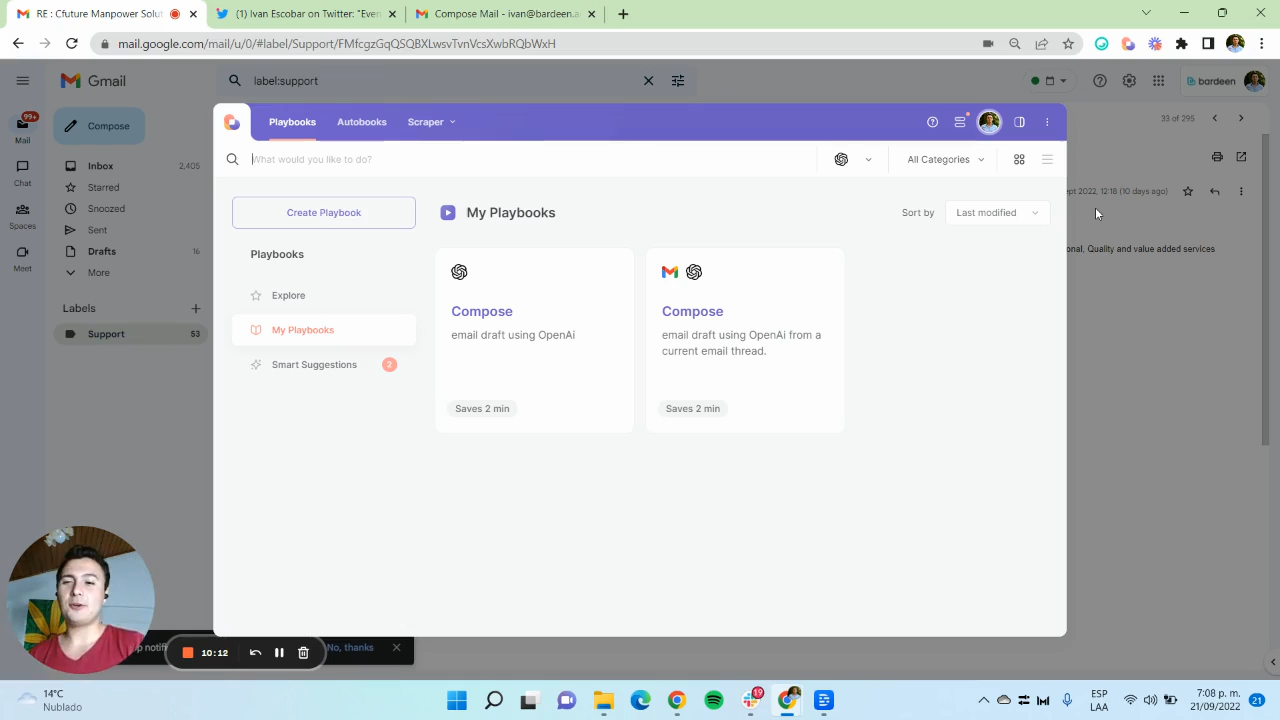 RE : Cfuture Manpower Solut
(1) Ivan Escobar on Twitter: "Even
Compose Mail - ivan@bardeen.a
mail.google.com/mail/u/0/#label/Support/FMfcgzGqQSQBXLwsvTvnVcsXwbRQbWxH
Gmail
label:support
bardeen
99+
Mail
Compose
Playbooks
Autobooks
Scraper
33 of 295
Chat
Inbox 2,405
Starred
What would you like to do?
All Categories
Spaces
Snoozed
Sent
ept 2022, 12:18 (10 days ago)
Meet
Drafts 16
More
Create Playbook
My Playbooks
Sort by
Last modified
onal, Quality and value added services
Labels
Support 53
Playbooks
Explore
My Playbooks
Smart Suggestions 2
Compose
email draft using OpenAi
Saves 2 min
Compose
email draft using OpenAi from a
current email thread.
Saves 2 min
p notifi
10:12
No, thanks
14°C
Nublado
19
ESP
LAA
7:08 p. m.
21/09/2022
21